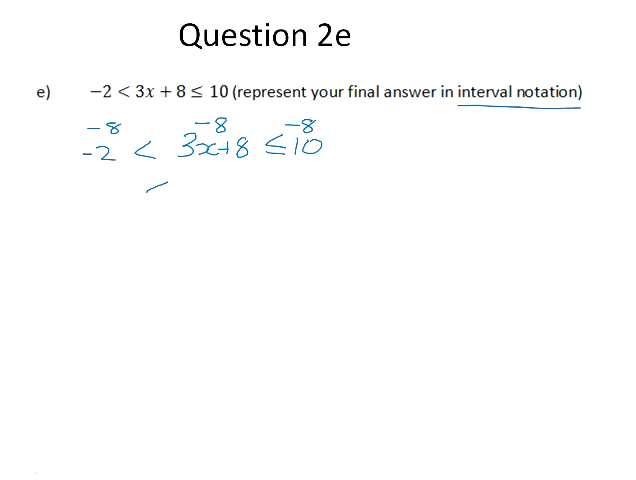 Question 2e
e) −2 < 3x + 8 ≤ 10 (represent your final answer in interval notation)
−8 −8 −8
-2 < 3x+8 ≤10